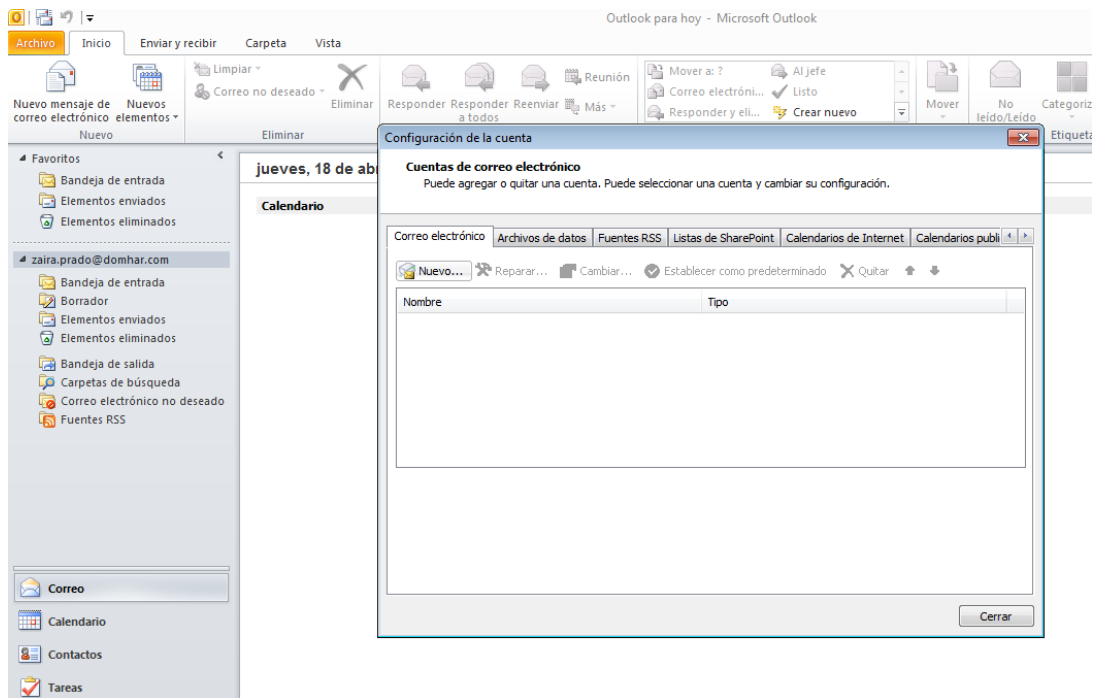 Outlook para hoy - Microsoft Outlook
Archivo Inicio Enviar y recibir Carpeta Vista
Nuevo mensaje de correo electrónico
Nuevos elementos
Nuevo
Limpiar
Correo no deseado
Eliminar
Eliminar
Responder Responder a todos Reenviar
Reunión
Más
Mover a: ?
Correo electróni...
Responder y eli...
Al jefe
Listo
Crear nuevo
Mover
No leído/Leído
Categoriz
Etiqueta
Favoritos
Bandeja de entrada
Elementos enviados
Elementos eliminados
zaira.prado@domhar.com
Bandeja de entrada
Borrador
Elementos enviados
Elementos eliminados
Bandeja de salida
Carpetas de búsqueda
Correo electrónico no deseado
Fuentes RSS
Correo
Calendario
Contactos
Tareas
jueves, 18 de abr
Calendario
Configuración de la cuenta
Cuentas de correo electrónico
Puede agregar o quitar una cuenta. Puede seleccionar una cuenta y cambiar su configuración.
Correo electrónico Archivos de datos Fuentes RSS Listas de SharePoint Calendarios de Internet Calendarios publi
Nuevo... Reparar... Cambiar... Establecer como predeterminado Quitar
Nombre Tipo
Cerrar